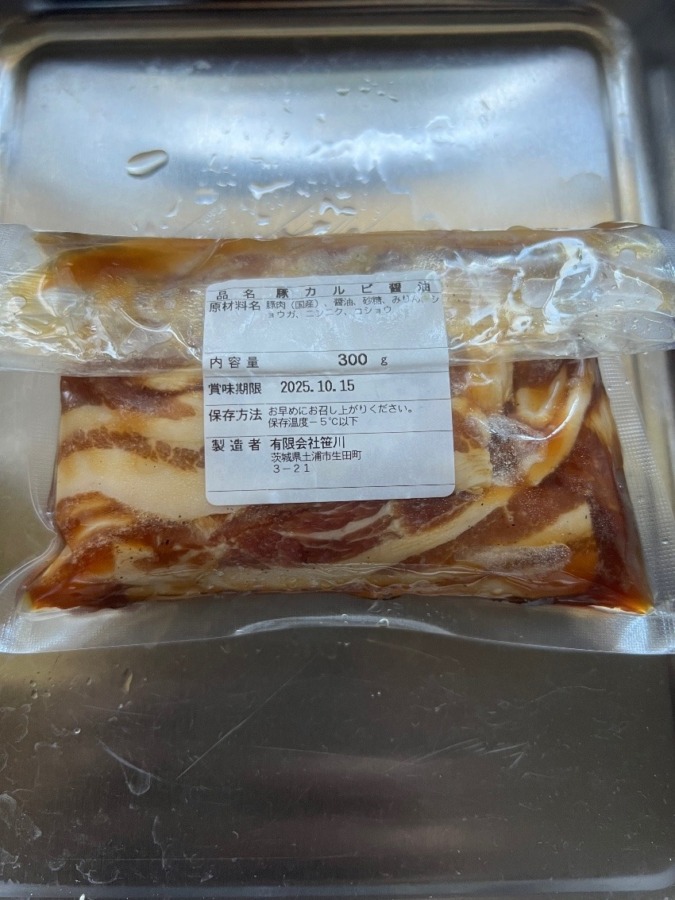 品名 豚カルビ醤油
原材料名 豚肉（国産）、醤油、砂糖、みりん、シ
ョウガ、ニンニク、コショウ
内容量 300 g
賞味期限 2025.10.15
保存方法 お早めにお召し上がりください。
保存温度－5℃以下
製造者 有限会社笹川
茨城県土浦市生田町
3－21